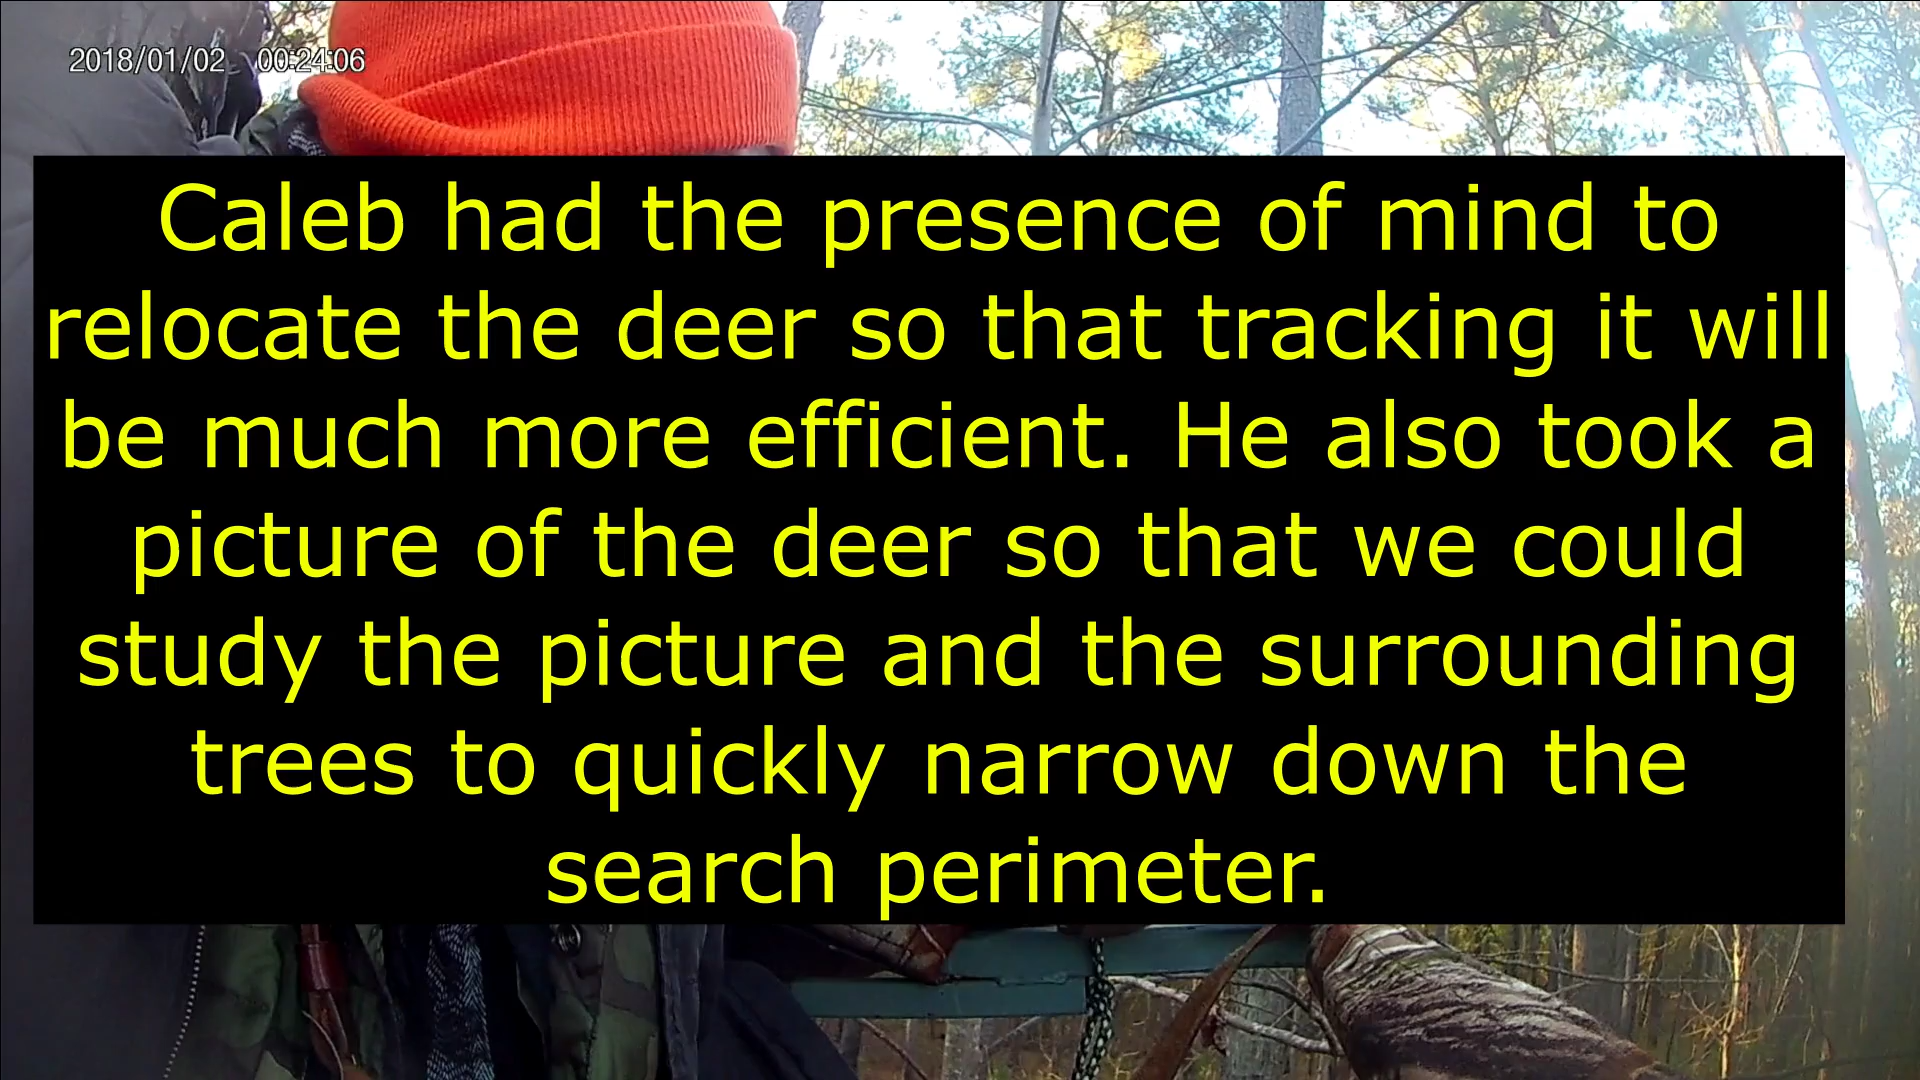 2018/01/02 00:24:06
Caleb had the presence of mind to
relocate the deer so that tracking it will
be much more efficient. He also took a
picture of the deer so that we could
study the picture and the surrounding
trees to quickly narrow down the
search perimeter.